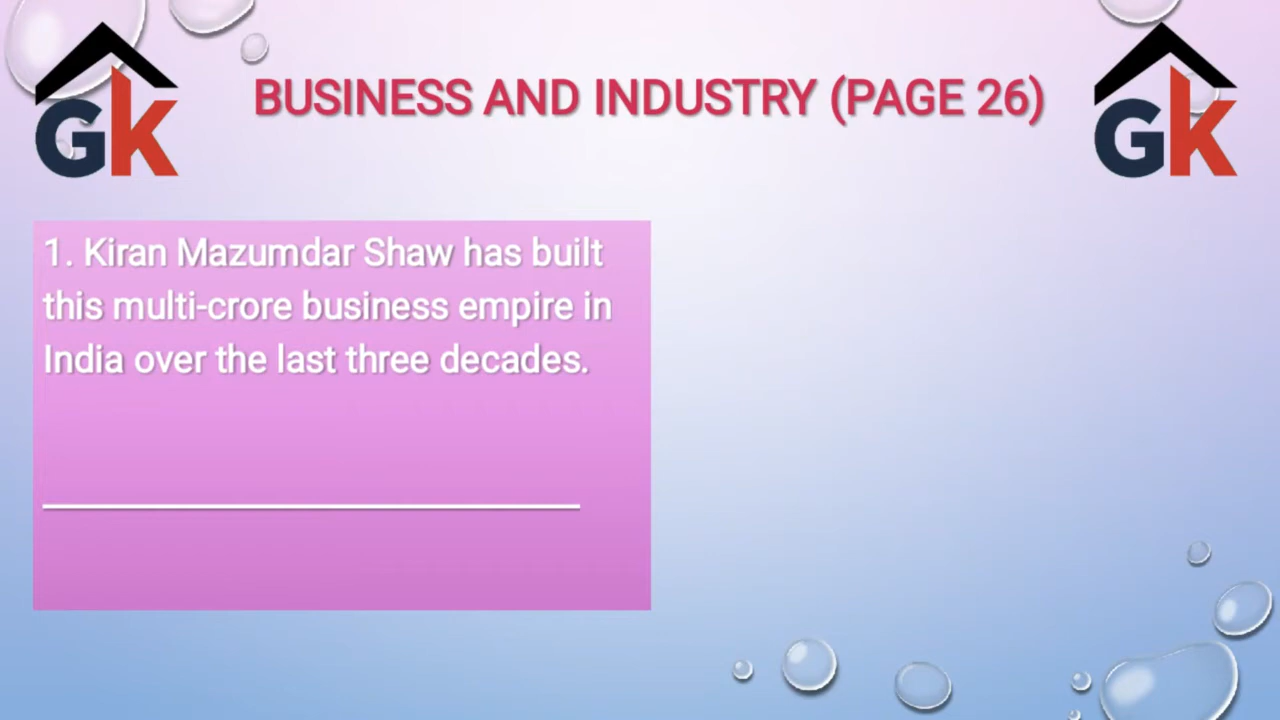 GK
BUSINESS AND INDUSTRY (PAGE 26)
GK
1. Kiran Mazumdar Shaw has built
this multi-crore business empire in
India over the last three decades.